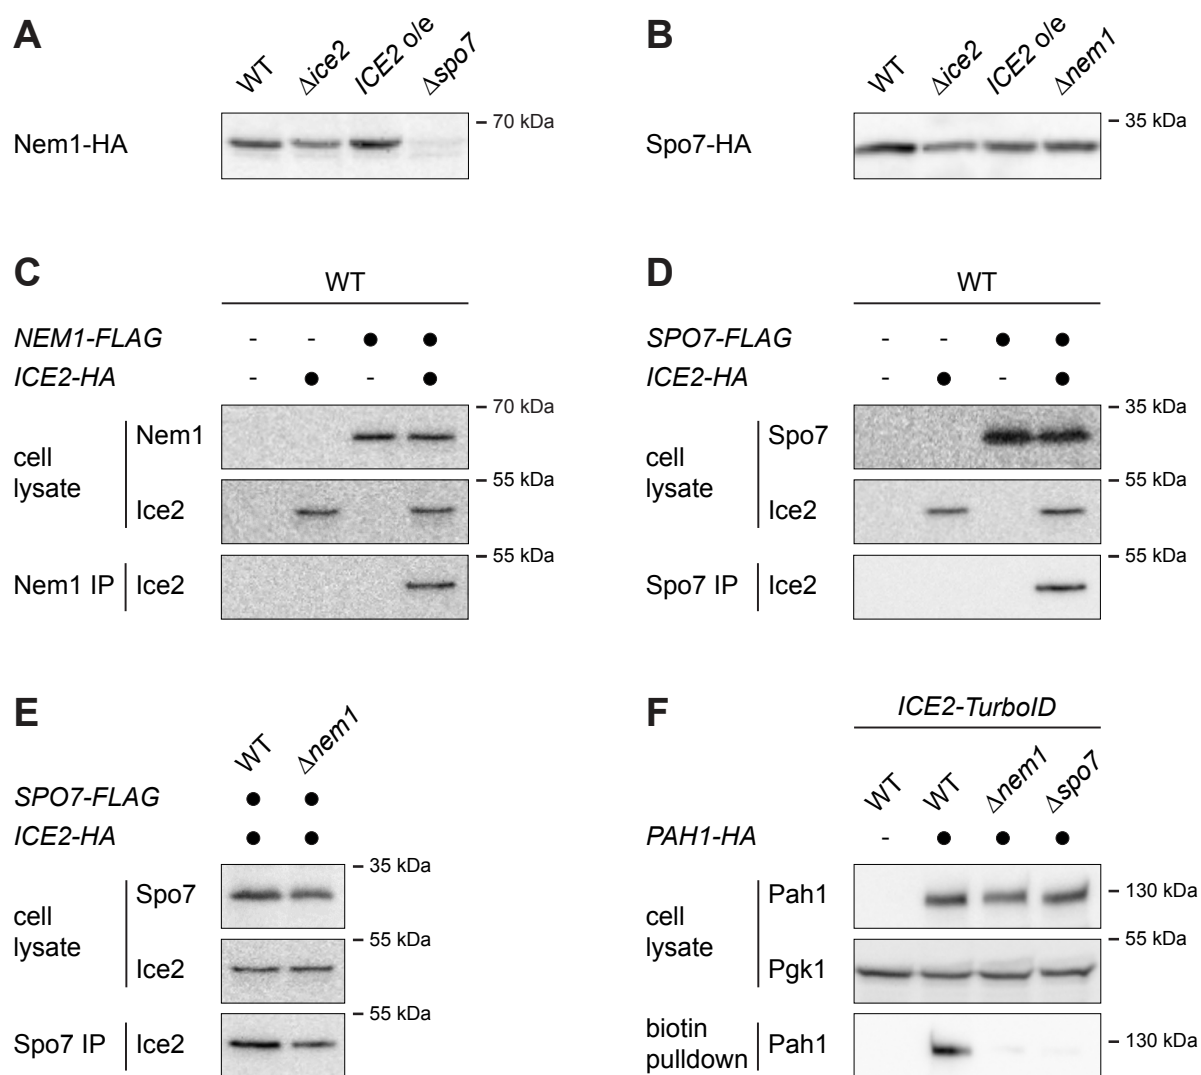 A
WT Δice2 ICE2 o/e Δspo7
Nem1-HA
– 70 kDa
B
WT Δice2 ICE2 o/e Δnem1
Spo7-HA
– 35 kDa
C
WT
NEM1-FLAG - - ● ●
ICE2-HA - ● - ●
cell lysate
Nem1 – 70 kDa
Ice2 – 55 kDa
Nem1 IP Ice2 – 55 kDa
D
WT
SPO7-FLAG - - ● ●
ICE2-HA - ● - ●
cell lysate
Spo7 – 35 kDa
Ice2 – 55 kDa
Spo7 IP Ice2 – 55 kDa
E
WT Δnem1
SPO7-FLAG ● ●
ICE2-HA ● ●
cell lysate
Spo7 – 35 kDa
Ice2 – 55 kDa
Spo7 IP Ice2 – 55 kDa
F
ICE2-TurboID
WT WT Δnem1 Δspo7
PAH1-HA - ● ● ●
cell lysate
Pah1 – 130 kDa
Pgk1 – 55 kDa
biotin pulldown
Pah1 – 130 kDa